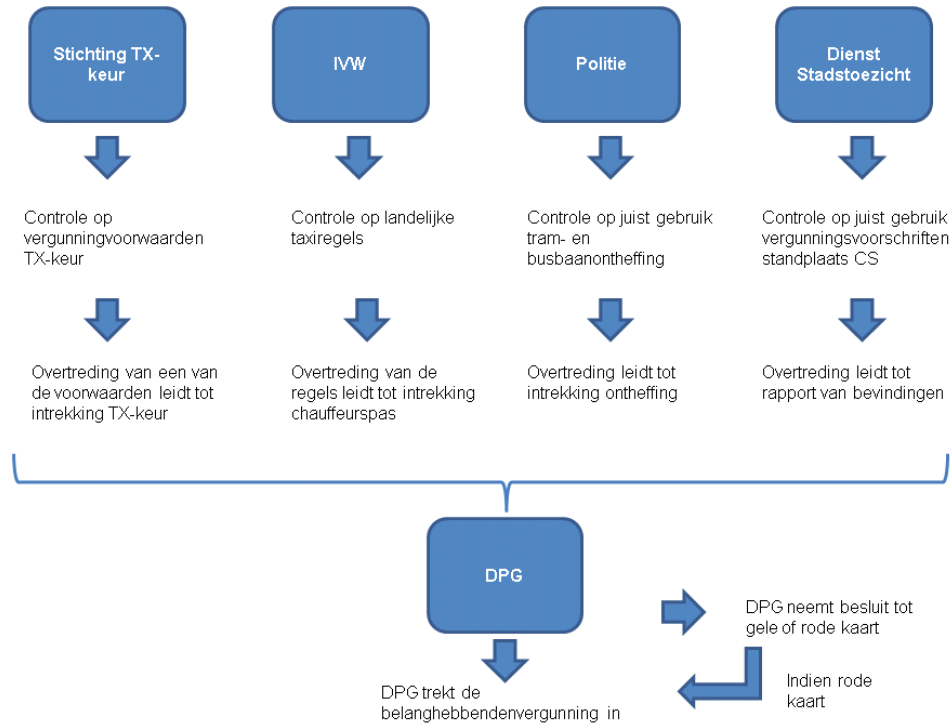 Stichting TX-
keur
IVW
Politie
Dienst
Stadstoezicht
Controle op
vergunningvoorwaarden
TX-keur
Controle op landelijke
taxiregels
Controle op juist gebruik
tram- en
busbaanontheffing
Controle op juist gebruik
vergunningsvoorschriften
standplaats CS
Overtreding van een van
de voorwaarden leidt tot
intrekking TX-keur
Overtreding van de
regels leidt tot intrekking
chauffeurspas
Overtreding leidt tot
intrekking ontheffing
Overtreding leidt tot
rapport van bevindingen
DPG
DPG neemt besluit tot
gele of rode kaart
Indien rode
kaart
DPG trekt de
belanghebbendenvergunning in